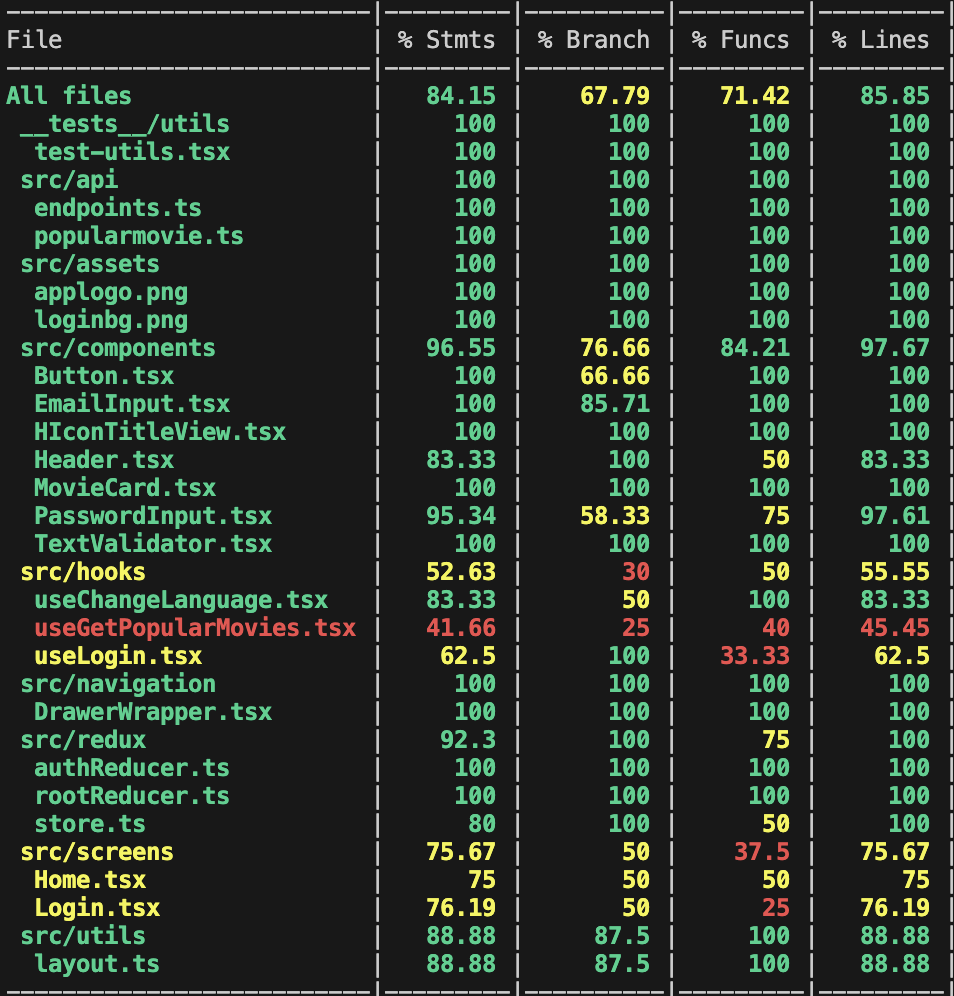 File | % Stmts | % Branch | % Funcs | % Lines
All files | 84.15 | 67.79 | 71.42 | 85.85
__tests__/utils | 100 | 100 | 100 | 100
test-utils.tsx | 100 | 100 | 100 | 100
src/api | 100 | 100 | 100 | 100
endpoints.ts | 100 | 100 | 100 | 100
popularmovie.ts | 100 | 100 | 100 | 100
src/assets | 100 | 100 | 100 | 100
applogo.png | 100 | 100 | 100 | 100
loginbg.png | 100 | 100 | 100 | 100
src/components | 96.55 | 76.66 | 84.21 | 97.67
Button.tsx | 100 | 66.66 | 100 | 100
EmailInput.tsx | 100 | 85.71 | 100 | 100
HIconTitleView.tsx | 100 | 100 | 100 | 100
Header.tsx | 83.33 | 100 | 50 | 83.33
MovieCard.tsx | 100 | 100 | 100 | 100
PasswordInput.tsx | 95.34 | 58.33 | 75 | 97.61
TextValidator.tsx | 100 | 100 | 100 | 100
src/hooks | 52.63 | 30 | 50 | 55.55
useChangeLanguage.tsx | 83.33 | 50 | 100 | 83.33
useGetPopularMovies.tsx | 41.66 | 25 | 40 | 45.45
useLogin.tsx | 62.5 | 100 | 33.33 | 62.5
src/navigation | 100 | 100 | 100 | 100
DrawerWrapper.tsx | 100 | 100 | 100 | 100
src/redux | 92.3 | 100 | 75 | 100
authReducer.ts | 100 | 100 | 100 | 100
rootReducer.ts | 100 | 100 | 100 | 100
store.ts | 80 | 100 | 50 | 100
src/screens | 75.67 | 50 | 37.5 | 75.67
Home.tsx | 75 | 50 | 50 | 75
Login.tsx | 76.19 | 50 | 25 | 76.19
src/utils | 88.88 | 87.5 | 100 | 88.88
layout.ts | 88.88 | 87.5 | 100 | 88.88